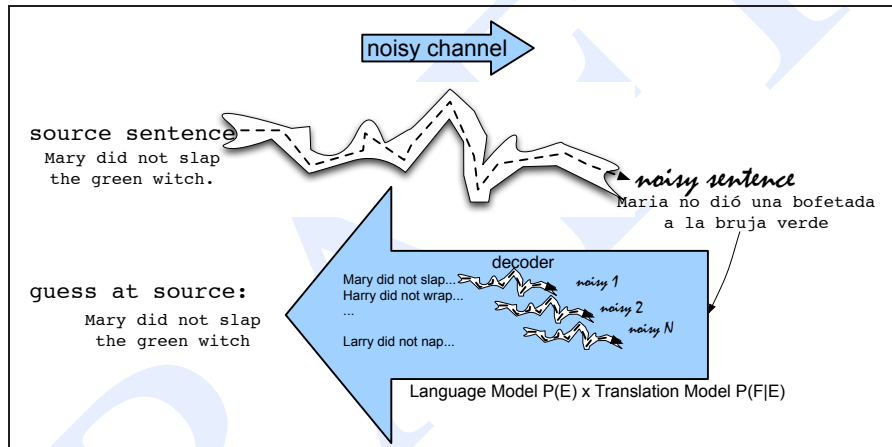 noisy channel
source sentence
Mary did not slap
the green witch.
noisy sentence
Maria no dió una bofetada
a la bruja verde
decoder
Mary did not slap...
noisy 1
Harry did not wrap...
noisy 2
...
noisy N
Larry did not nap...
guess at source:
Mary did not slap
the green witch
Language Model P(E) x Translation Model P(F|E)